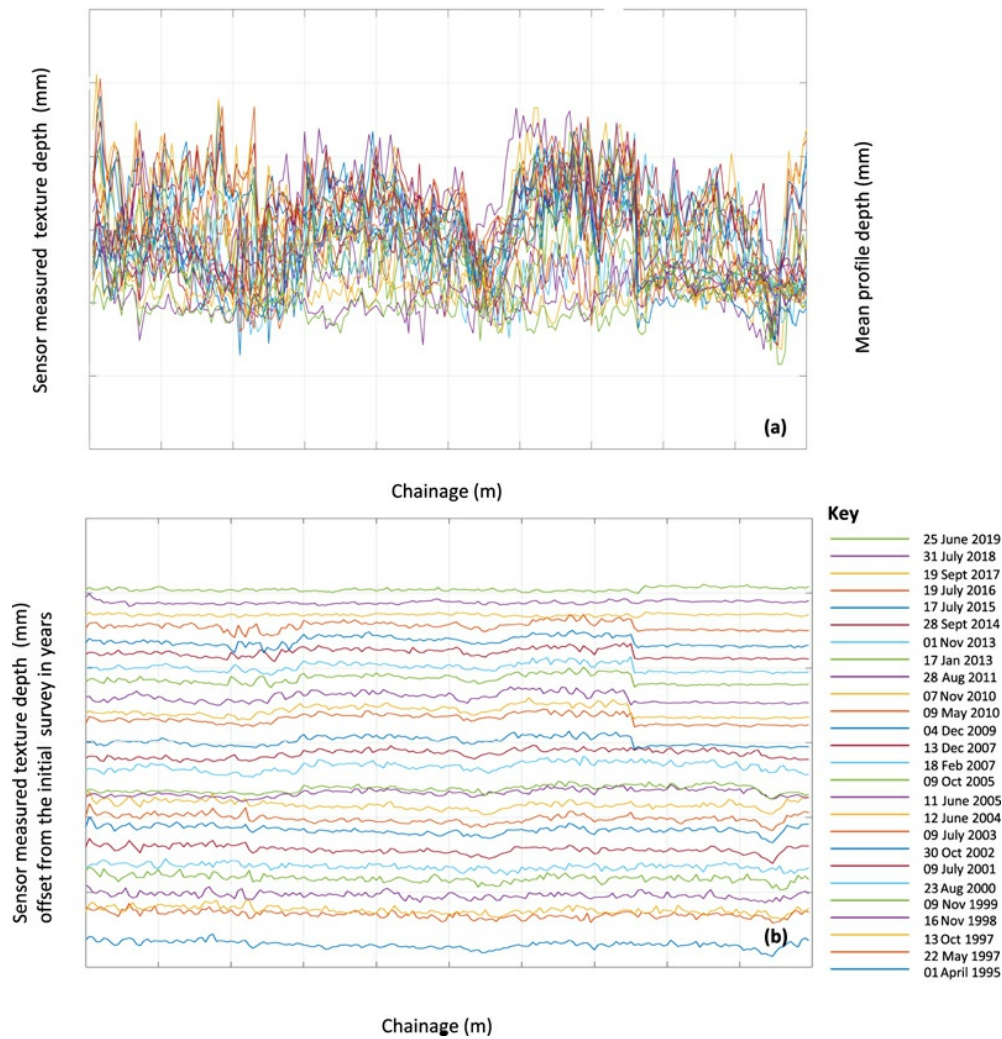 Sensor measured texture depth (mm)
Mean profile depth (mm)
(a)
Chainage (m)
Sensor measured texture depth (mm)
offset from the initial survey in years
(b)
Chainage (m)
Key
25 June 2019
31 July 2018
19 Sept 2017
19 July 2016
17 July 2015
28 Sept 2014
01 Nov 2013
17 Jan 2013
28 Aug 2011
07 Nov 2010
09 May 2010
04 Dec 2009
13 Dec 2007
18 Feb 2007
09 Oct 2005
11 June 2005
12 June 2004
09 July 2003
30 Oct 2002
09 July 2001
23 Aug 2000
09 Nov 1999
16 Nov 1998
13 Oct 1997
22 May 1997
01 April 1995